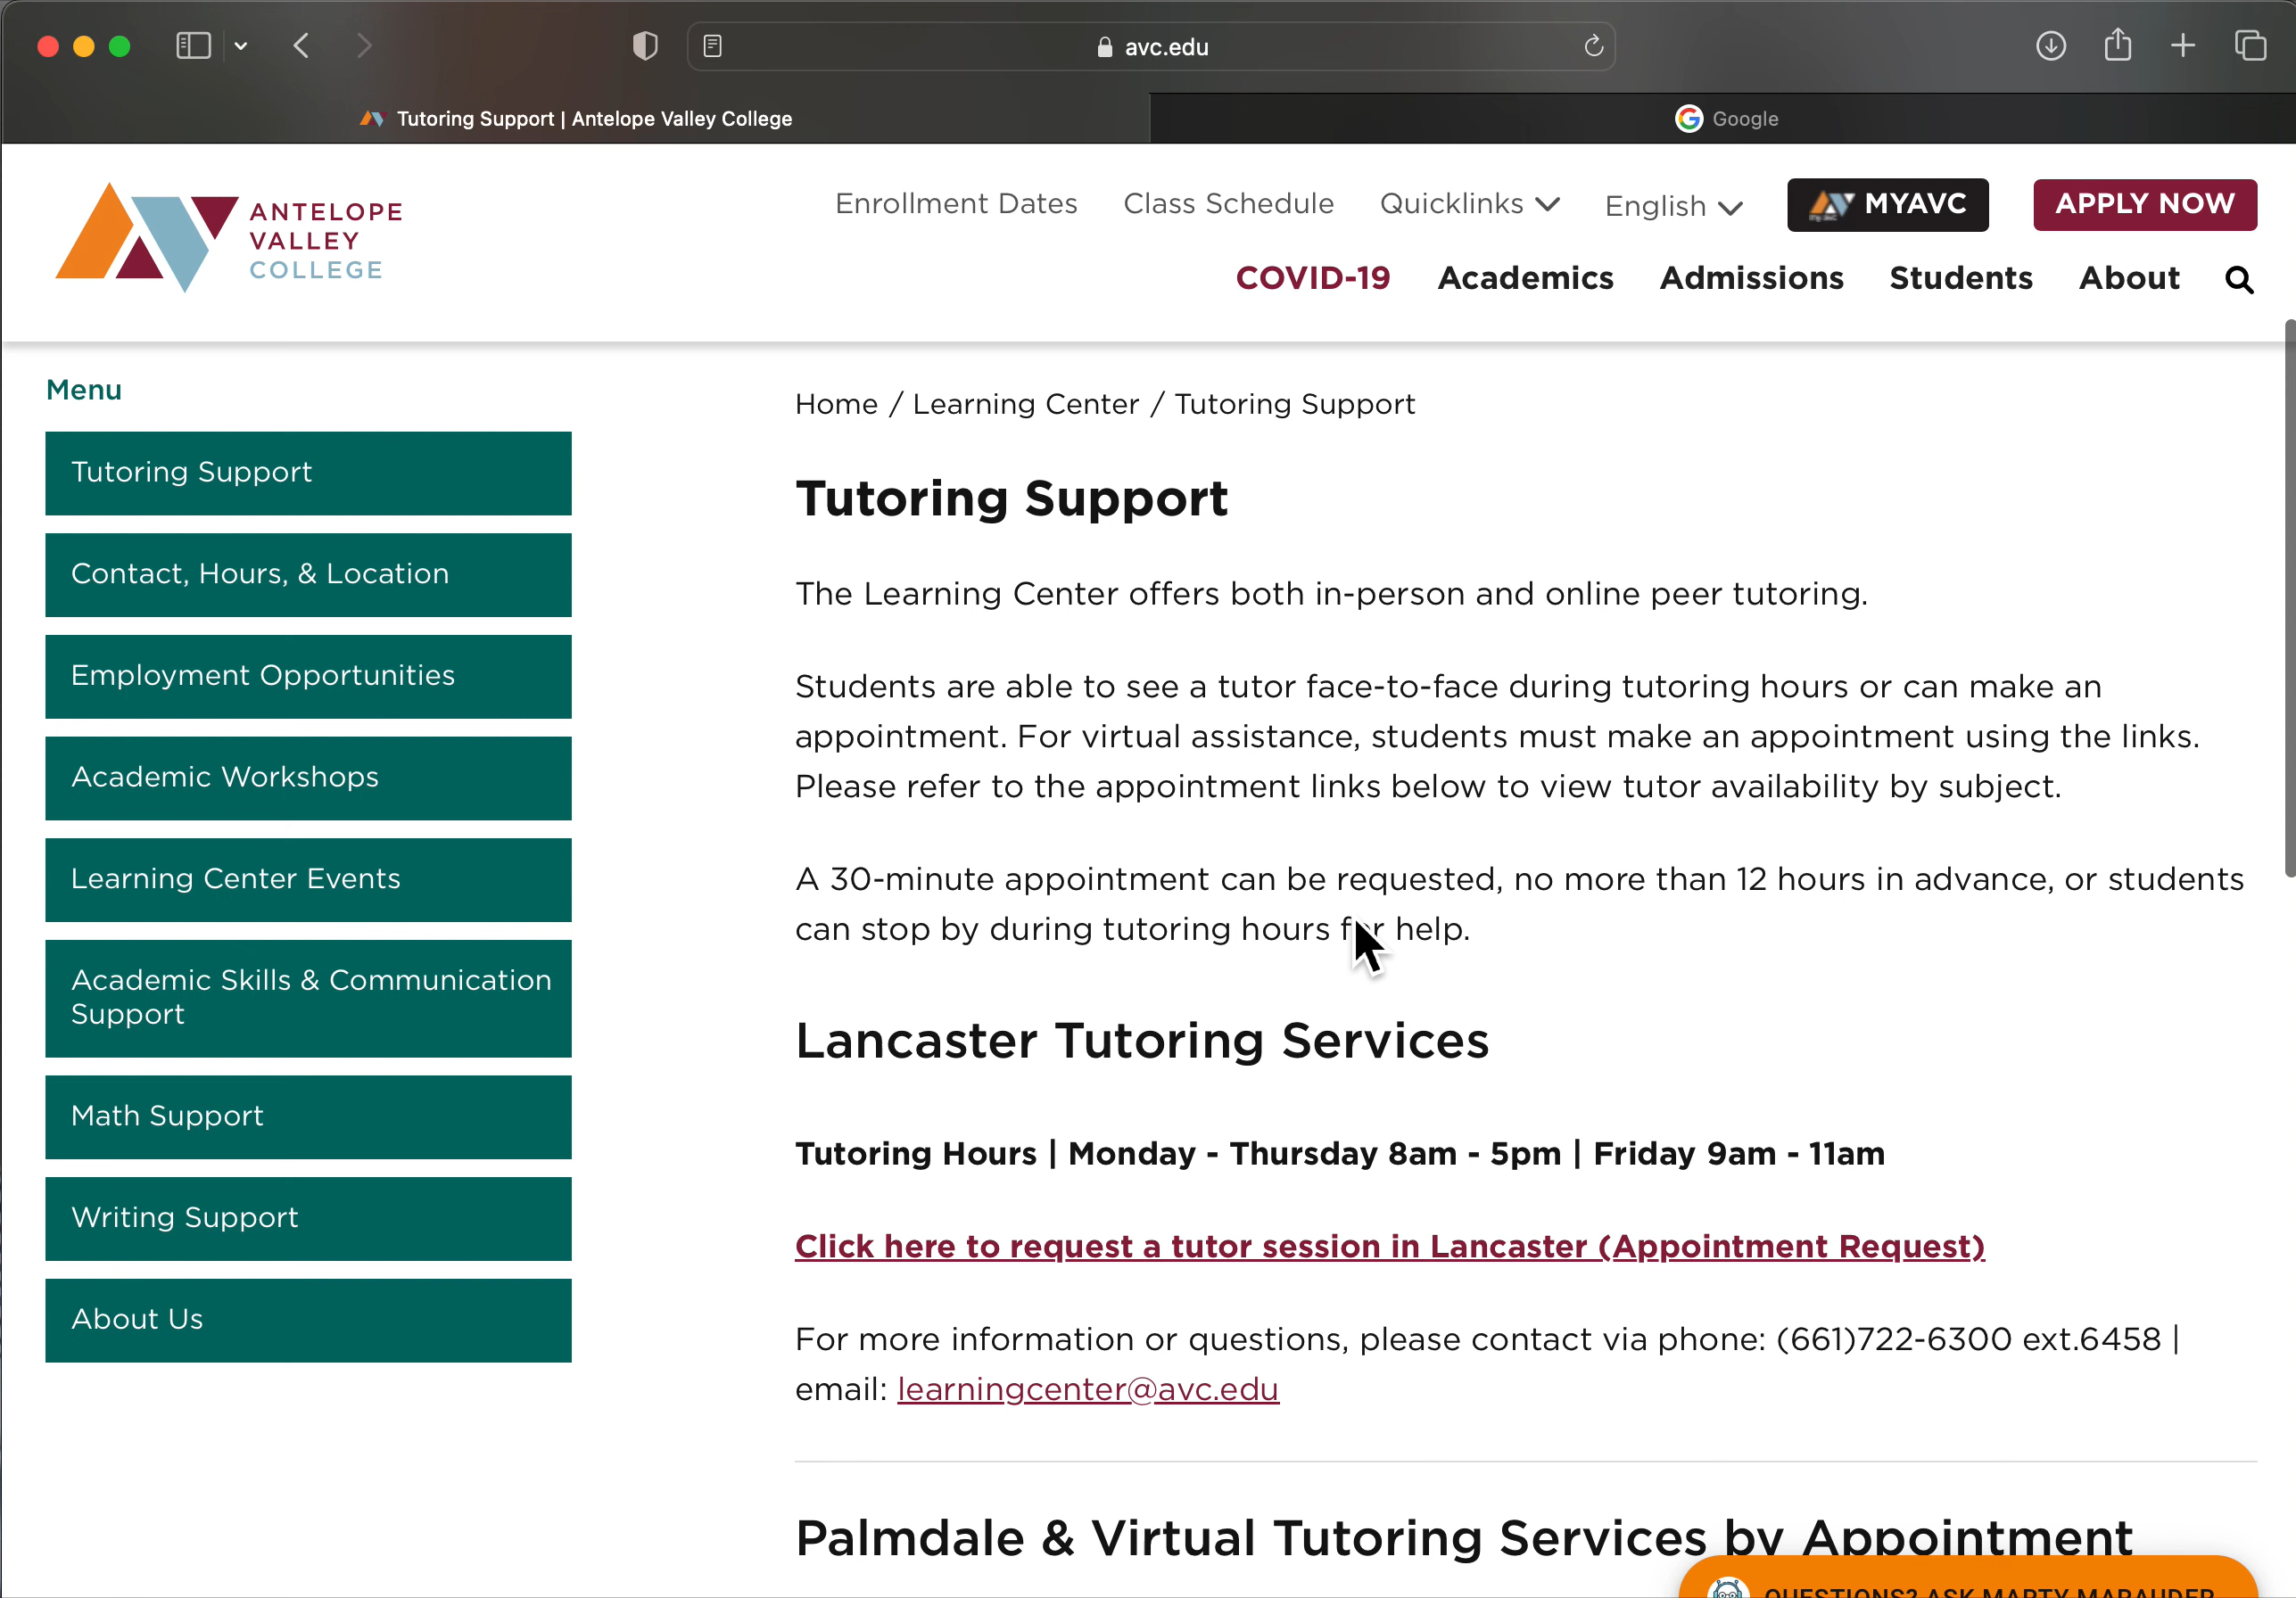 avc.edu
Tutoring Support | Antelope Valley College
Google
ANTELOPE
VALLEY
COLLEGE
Enrollment Dates
Class Schedule
Quicklinks
English
MYAVC
APPLY NOW
COVID-19
Academics
Admissions
Students
About
Menu
Tutoring Support
Contact, Hours, & Location
Employment Opportunities
Academic Workshops
Learning Center Events
Academic Skills & Communication
Support
Math Support
Writing Support
About Us
Home / Learning Center / Tutoring Support
Tutoring Support
The Learning Center offers both in-person and online peer tutoring.
Students are able to see a tutor face-to-face during tutoring hours or can make an
appointment. For virtual assistance, students must make an appointment using the links.
Please refer to the appointment links below to view tutor availability by subject.
A 30-minute appointment can be requested, no more than 12 hours in advance, or students
can stop by during tutoring hours for help.
Lancaster Tutoring Services
Tutoring Hours | Monday - Thursday 8am - 5pm | Friday 9am - 11am
Click here to request a tutor session in Lancaster (Appointment Request)
For more information or questions, please contact via phone: (661)722-6300 ext.6458 |
email: learningcenter@avc.edu
Palmdale & Virtual Tutoring Services by Appointment
QUESTIONS? ASK MARTY MARAUDER